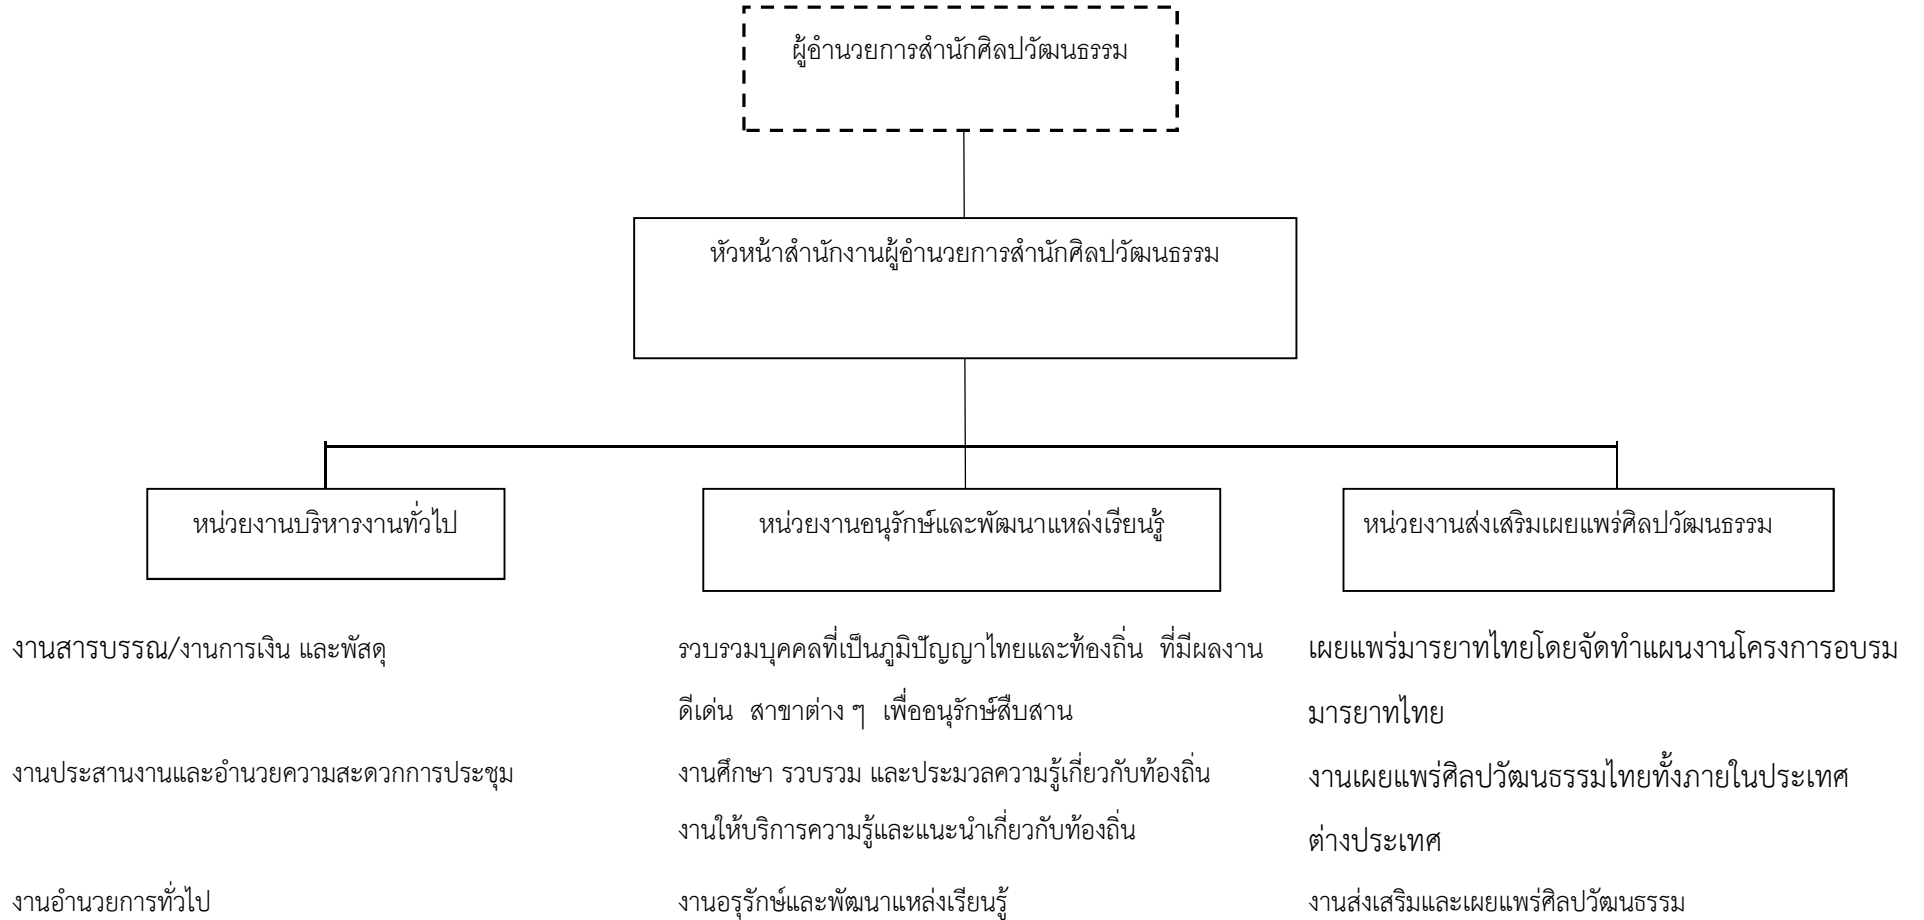 ผู้อำนวยการสำนักศิลปวัฒนธรรม
หัวหน้าสำนักงานผู้อำนวยการสำนักศิลปวัฒนธรรม
หน่วยงานบริหารงานทั่วไป
หน่วยงานอนุรักษ์และพัฒนาแหล่งเรียนรู้
หน่วยงานส่งเสริมเผยแพร่ศิลปวัฒนธรรม
งานสารบรรณ/งานการเงิน และพัสดุ
งานประสานงานและอำนวยความสะดวกการประชุม
งานอำนวยการทั่วไป
รวบรวมบุคคลที่เป็นภูมิปัญญาไทยและท้องถิ่น ที่มีผลงาน
ดีเด่น สาขาต่าง ๆ เพื่ออนุรักษ์สืบสาน
งานศึกษา รวบรวม และประมวลความรู้เกี่ยวกับท้องถิ่น
งานให้บริการความรู้และแนะนำเกี่ยวกับท้องถิ่น
งานอรุรักษ์และพัฒนาแหล่งเรียนรู้
เผยแพร่มารยาทไทยโดยจัดทำแผนงานโครงการอบรม
มารยาทไทย
งานเผยแพร่ศิลปวัฒนธรรมไทยทั้งภายในประเทศ
ต่างประเทศ
งานส่งเสริมและเผยแพร่ศิลปวัฒนธรรม